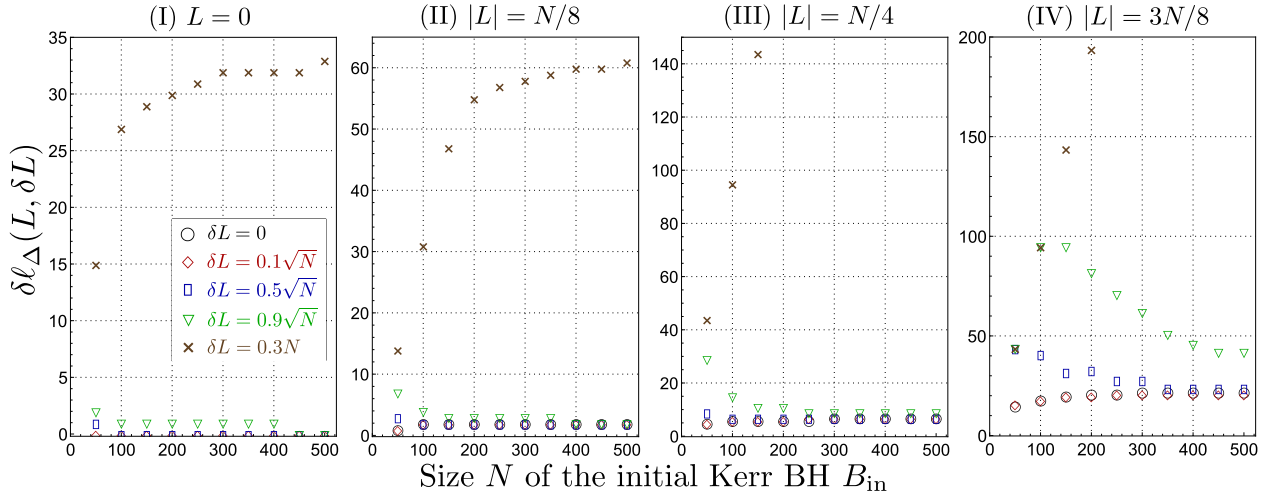 (I) L = 0
(II) |L| = N/8
(III) |L| = N/4
(IV) |L| = 3N/8
δℓ_Δ(L, δL)
35
30
25
20
15
10
5
0
60
50
40
30
20
10
0
140
120
100
80
60
40
20
0
200
150
100
50
0
δL = 0
δL = 0.1√N
δL = 0.5√N
δL = 0.9√N
δL = 0.3N
0 100 200 300 400 500
0 100 200 300 400 500
0 100 200 300 400 500
0 100 200 300 400 500
Size N of the initial Kerr BH B_in